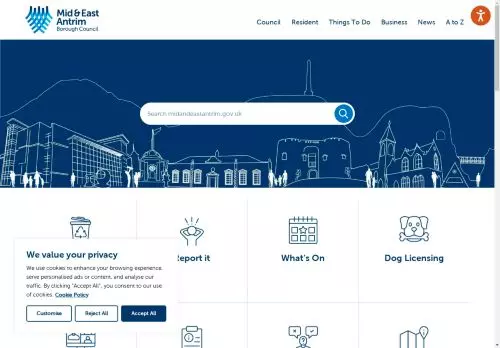 Mid & East
Antrim
Borough Council
Council Resident Things To Do Business News A to Z
Search midandeastantrim.gov.uk
Report it
What's On
Dog Licensing
We value your privacy
We use cookies to enhance your browsing experience,
serve personalised ads or content, and analyse our
traffic. By clicking "Accept All", you consent to our use
of cookies. Cookie Policy
Customise Reject All Accept All